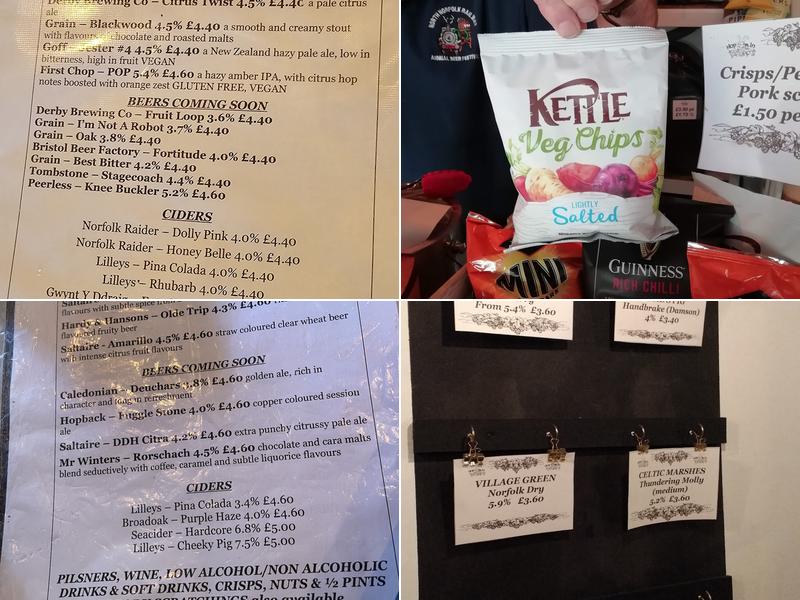 Derby Brewing Co – Citrus Twist 4.5% £4.40 a pale citrus
ale
Grain – Blackwood 4.5% £4.40 a smooth and creamy stout
with flavours of chocolate and roasted malts
Goff – Jester #4 4.5% £4.40 a New Zealand hazy pale ale, low in
bitterness, high in fruit VEGAN
First Chop – POP 5.4% £4.60 a hazy amber IPA, with citrus hop
notes boosted with orange zest GLUTEN FREE, VEGAN
BEERS COMING SOON
Derby Brewing Co – Fruit Loop 3.6% £4.40
Grain – I'm Not A Robot 3.7% £4.40
Grain – Oak 3.8% £4.40
Bristol Beer Factory – Fortitude 4.0% £4.40
Grain – Best Bitter 4.2% £4.40
Tombstone – Stagecoach 4.4% £4.40
Peerless – Knee Buckler 5.2% £4.60
CIDERS
Norfolk Raider – Dolly Pink 4.0% £4.40
Norfolk Raider – Honey Belle 4.0% £4.40
Lilleys – Pina Colada 4.0% £4.40
Lilleys – Rhubarb 4.0% £4.40
Gwynt Y Ddraig
NORTH NORFOLK RAILWAY
KETTLE
Veg Chips
LIGHTLY
Salted
MINI
GUINNESS
RICH CHILLI
Crisps/Pe
Pork sc
£1.50 pe
flavours with subtle spice from
Hardy & Hansons – Olde Trip 4.3% £4.60
flavoured fruity beer
Saltaire – Amarillo 4.5% £4.60 straw coloured clear wheat beer
with intense citrus fruit flavours
BEERS COMING SOON
Caledonian – Deuchars 3.8% £4.60 golden ale, rich in
character and tongue in refreshment
Hopback – Fuggle Stone 4.0% £4.60 copper coloured session
ale
Saltaire – DDH Citra 4.2% £4.60 extra punchy citrussy pale ale
Mr Winters – Rorschach 4.5% £4.60 chocolate and cara malts
blend seductively with coffee, caramel and subtle liquorice flavours
CIDERS
Lilleys – Pina Colada 3.4% £4.60
Broadoak – Purple Haze 4.0% £4.60
Seacider – Hardcore 6.8% £5.00
Lilleys – Cheeky Pig 7.5% £5.00
PILSNERS, WINE, LOW ALCOHOL/NON ALCOHOLIC
DRINKS & SOFT DRINKS, CRISPS, NUTS & ½ PINTS
also available
From 5.4% £3.60
Handbrake (Damson)
4% £3.40
VILLAGE GREEN
Norfolk Dry
5.9% £3.60
CELTIC MARSHES
Thundering Molly
(medium)
5.2% £3.60